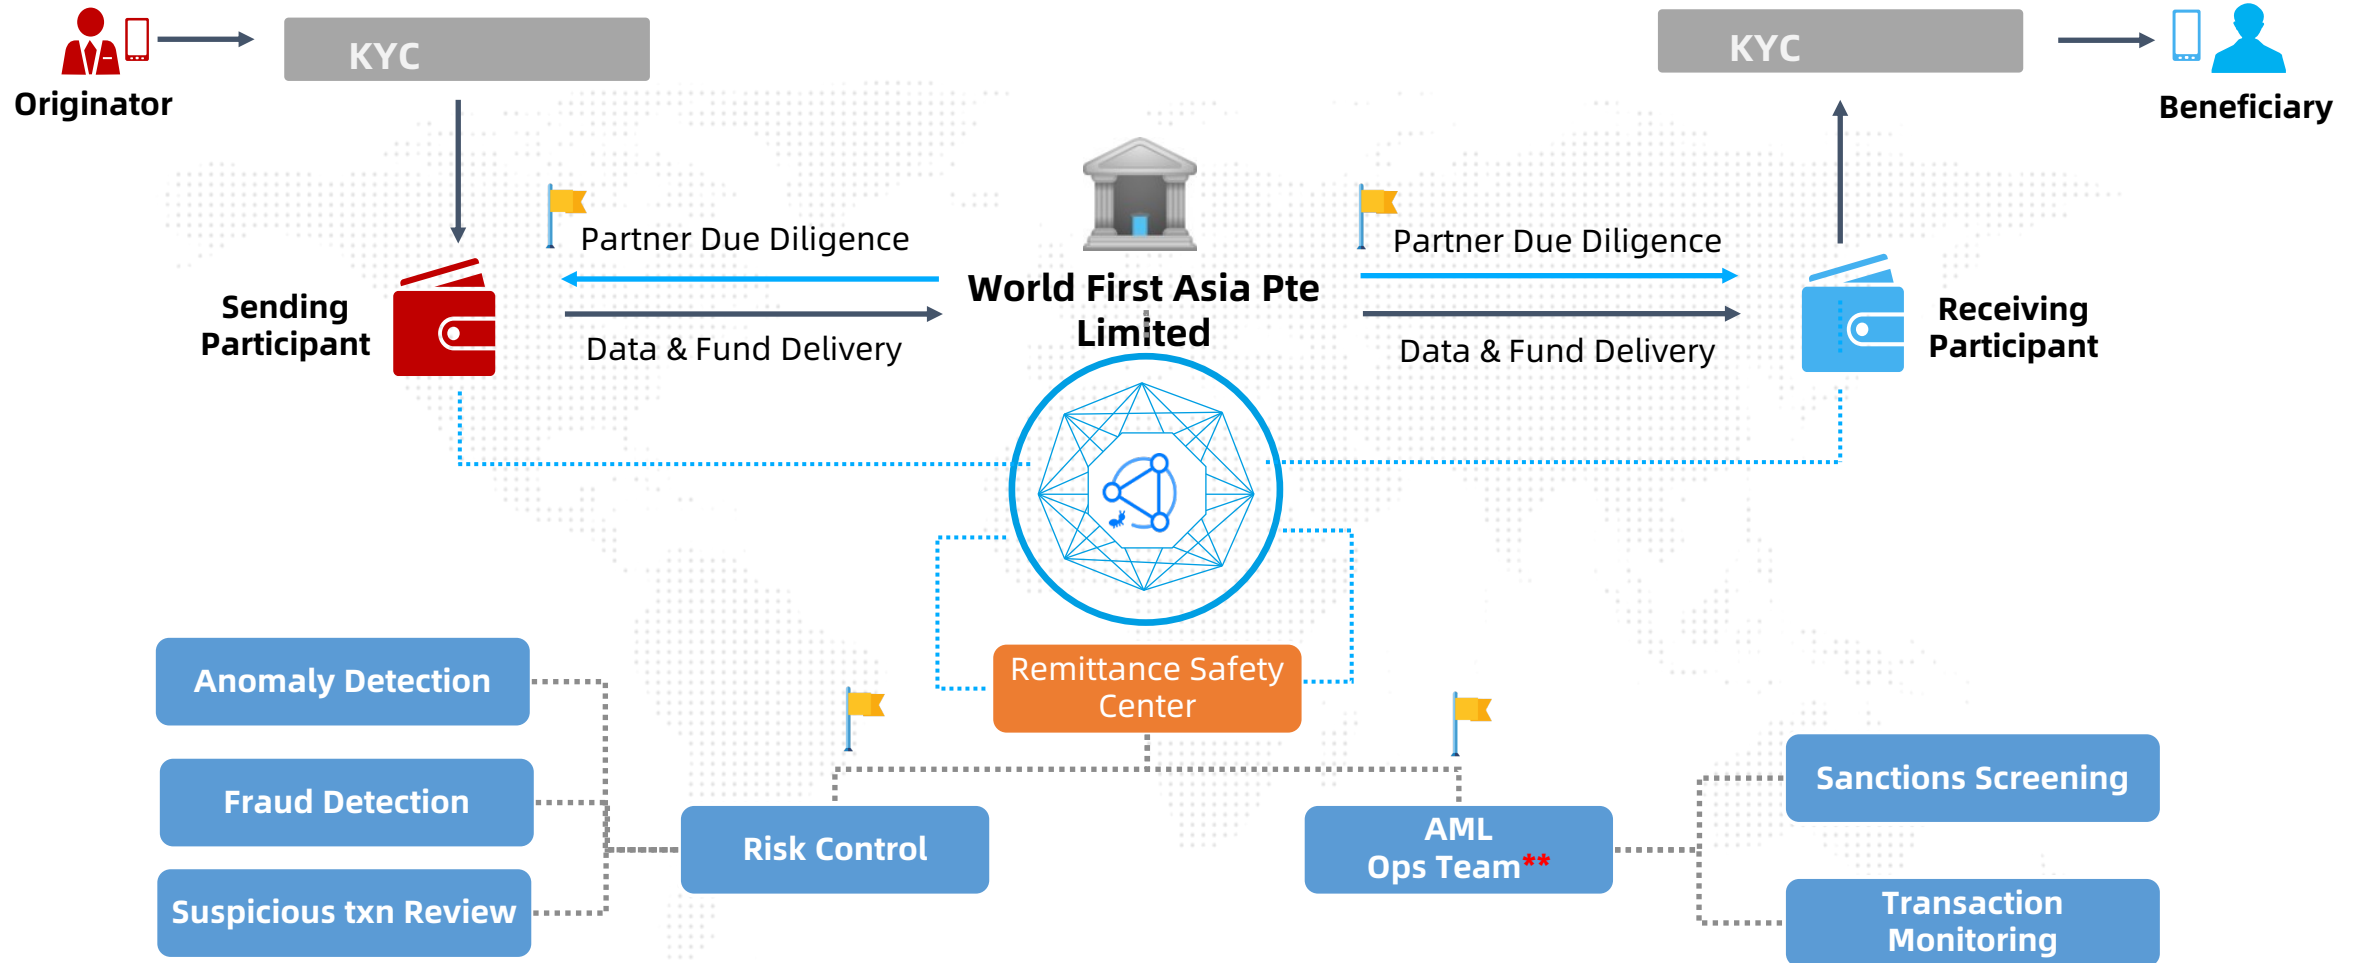 KYC
KYC
Originator
Beneficiary
Partner Due Diligence
Partner Due Diligence
World First Asia Pte
Limited
Sending
Participant
Receiving
Participant
Data & Fund Delivery
Data & Fund Delivery
Remittance Safety
Center
Anomaly Detection
Fraud Detection
Suspicious txn Review
Risk Control
AML
Ops Team**
Sanctions Screening
Transaction
Monitoring